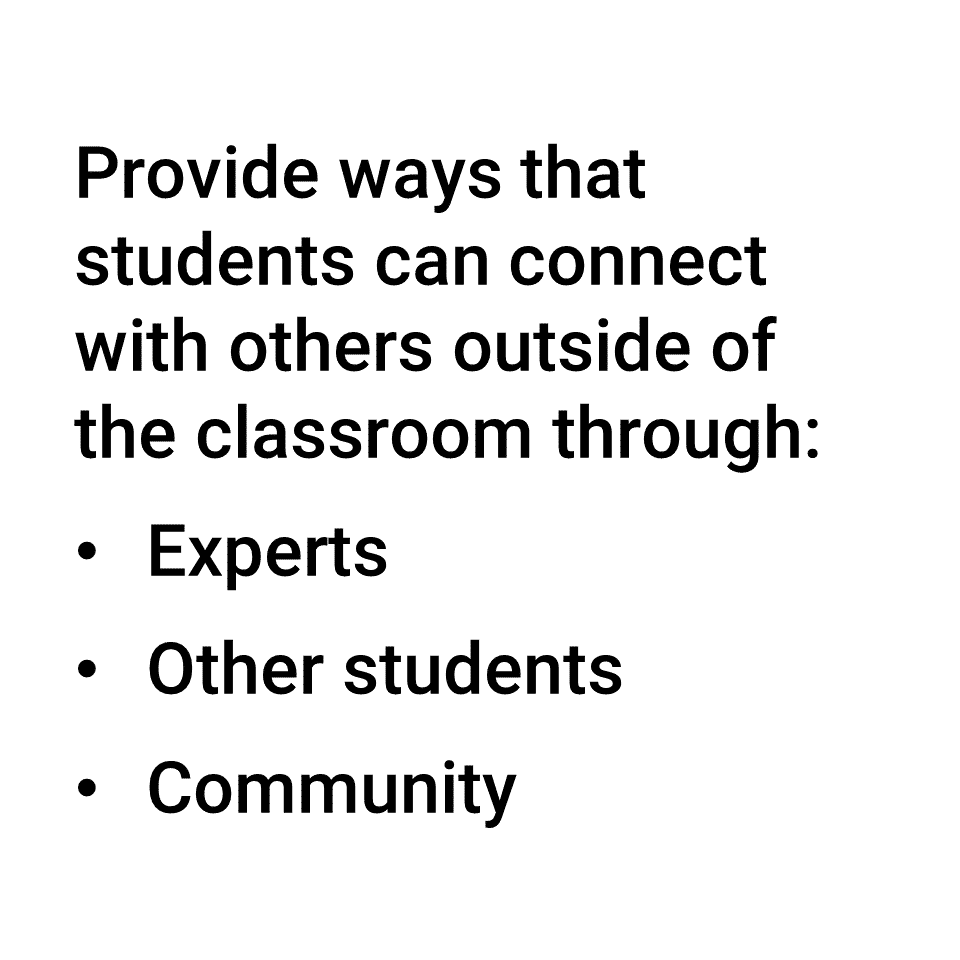 Provide ways that
students can connect
with others outside of
the classroom through:
• Experts
• Other students
• Community